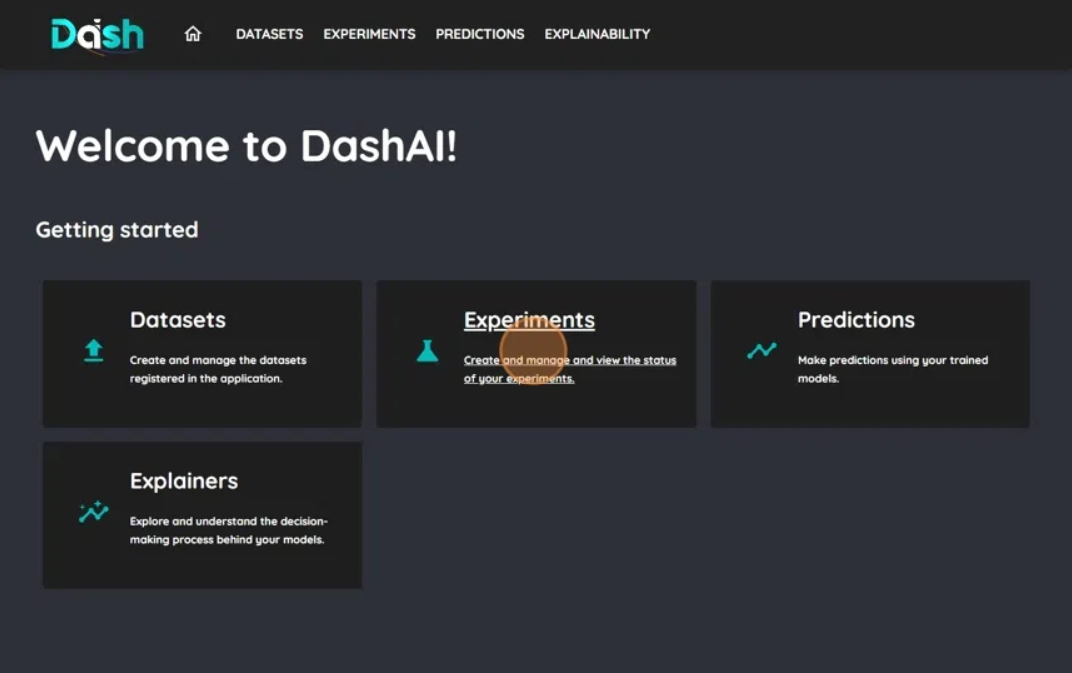 Dash
DATASETS EXPERIMENTS PREDICTIONS EXPLAINABILITY
Welcome to DashAI!
Getting started
Datasets
Create and manage the datasets
registered in the application.
Experiments
Create and manage and view the status
of your experiments.
Predictions
Make predictions using your trained
models.
Explainers
Explore and understand the decision-
making process behind your models.